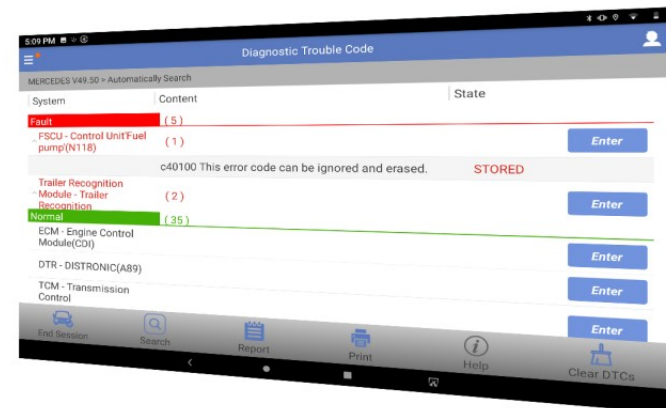 5:09 PM
Diagnostic Trouble Code
MERCEDES V49.50 > Automatically Search
System Content State
Fault (5)
FSCU - Control Unit'Fuel
pump'(N118) (1) Enter
c40100 This error code can be ignored and erased. STORED
Trailer Recognition
Module - Trailer (2) Enter
Recognition
Normal (35)
ECM - Engine Control
Module(CDI) Enter
DTR - DISTRONIC(A89) Enter
TCM - Transmission
Control Enter
End Session Search Report Print Help Clear DTCs